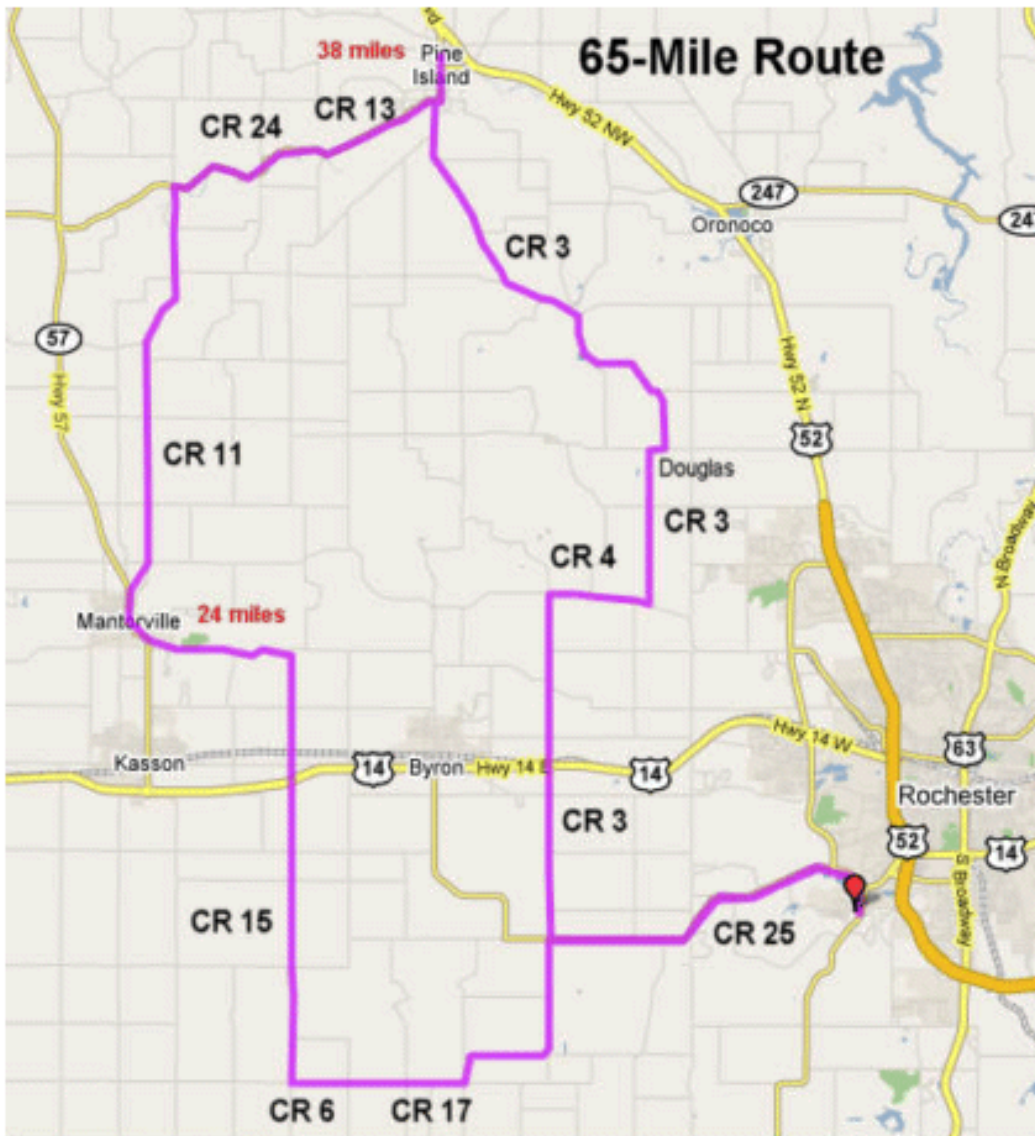 65-Mile Route
38 miles
Pine
Island
CR 13
CR 24
Hwy 52 NW
247
Oronoco
CR 3
57
Hwy 57
Hwy 52 N
52
CR 11
Douglas
CR 3
N Broadway
CR 4
Mantorville
24 miles
Hwy 14 W
63
Kasson
14
Byron
Hwy 14 E
14
Rochester
CR 3
52
14
S Broadway
CR 15
CR 25
CR 6
CR 17